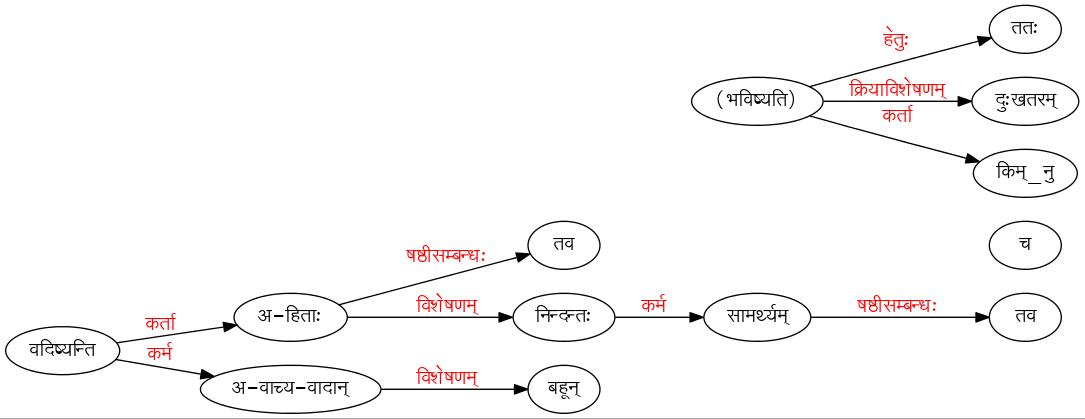 ततः
हेतुः
(भविष्यति)
क्रियाविशेषणम्
दुःखतरम्
कर्ता
किम्_नु
तव
च
षष्ठीसम्बन्धः
अ-हिताः
विशेषणम्
निन्दन्तः
कर्म
सामर्थ्यम्
षष्ठीसम्बन्धः
तव
कर्ता
वदिष्यन्ति
कर्म
अ-वाच्य-वादान्
विशेषणम्
बहून्